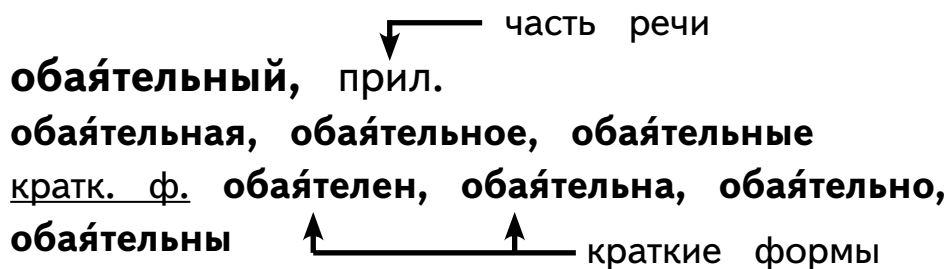 часть речи
обая́тельный, прил.
обая́тельная, обая́тельное, обая́тельные
кратк. ф. обая́телен, обая́тельна, обая́тельно,
обая́тельны
краткие формы